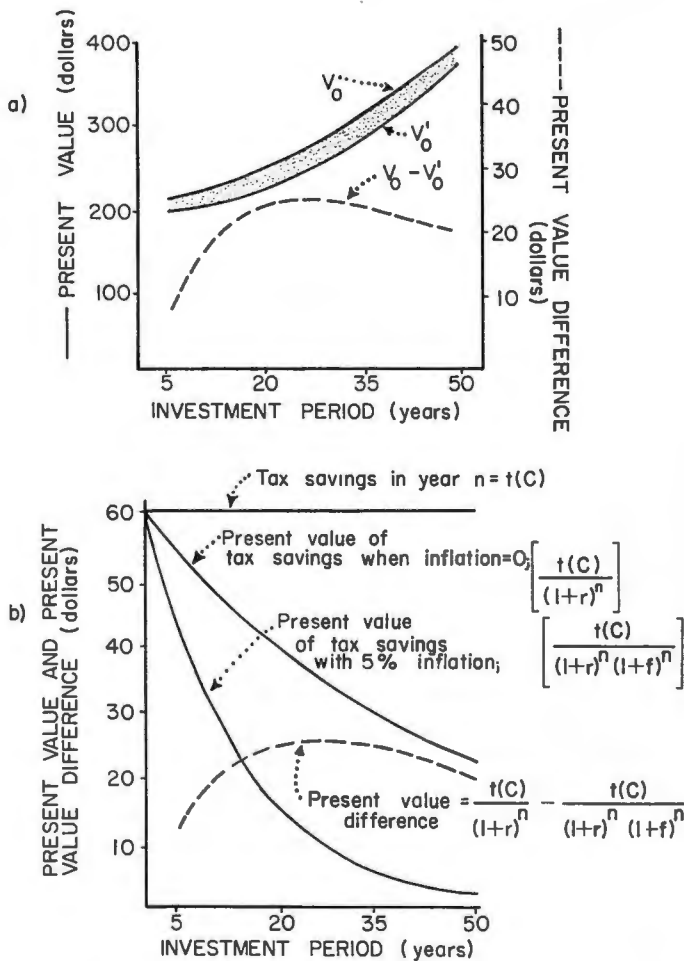 a)
PRESENT VALUE (dollars)
400
300
200
100
V₀
V₀'
V₀ - V₀'
50
40
30
20
10
PRESENT VALUE DIFFERENCE
(dollars)
5 20 35 50
INVESTMENT PERIOD (years)
b)
PRESENT VALUE AND PRESENT
VALUE DIFFERENCE (dollars)
60
50
40
30
20
10
Tax savings in year n = t(C)
Present value of
tax savings when inflation=0; [t(C) / (1+r)ⁿ]
Present value
of tax savings
with 5% inflation; [t(C) / (1+r)ⁿ (1+f)ⁿ]
Present value
difference = t(C) / (1+r)ⁿ - t(C) / (1+r)ⁿ (1+f)ⁿ
5 20 35 50
INVESTMENT PERIOD (years)